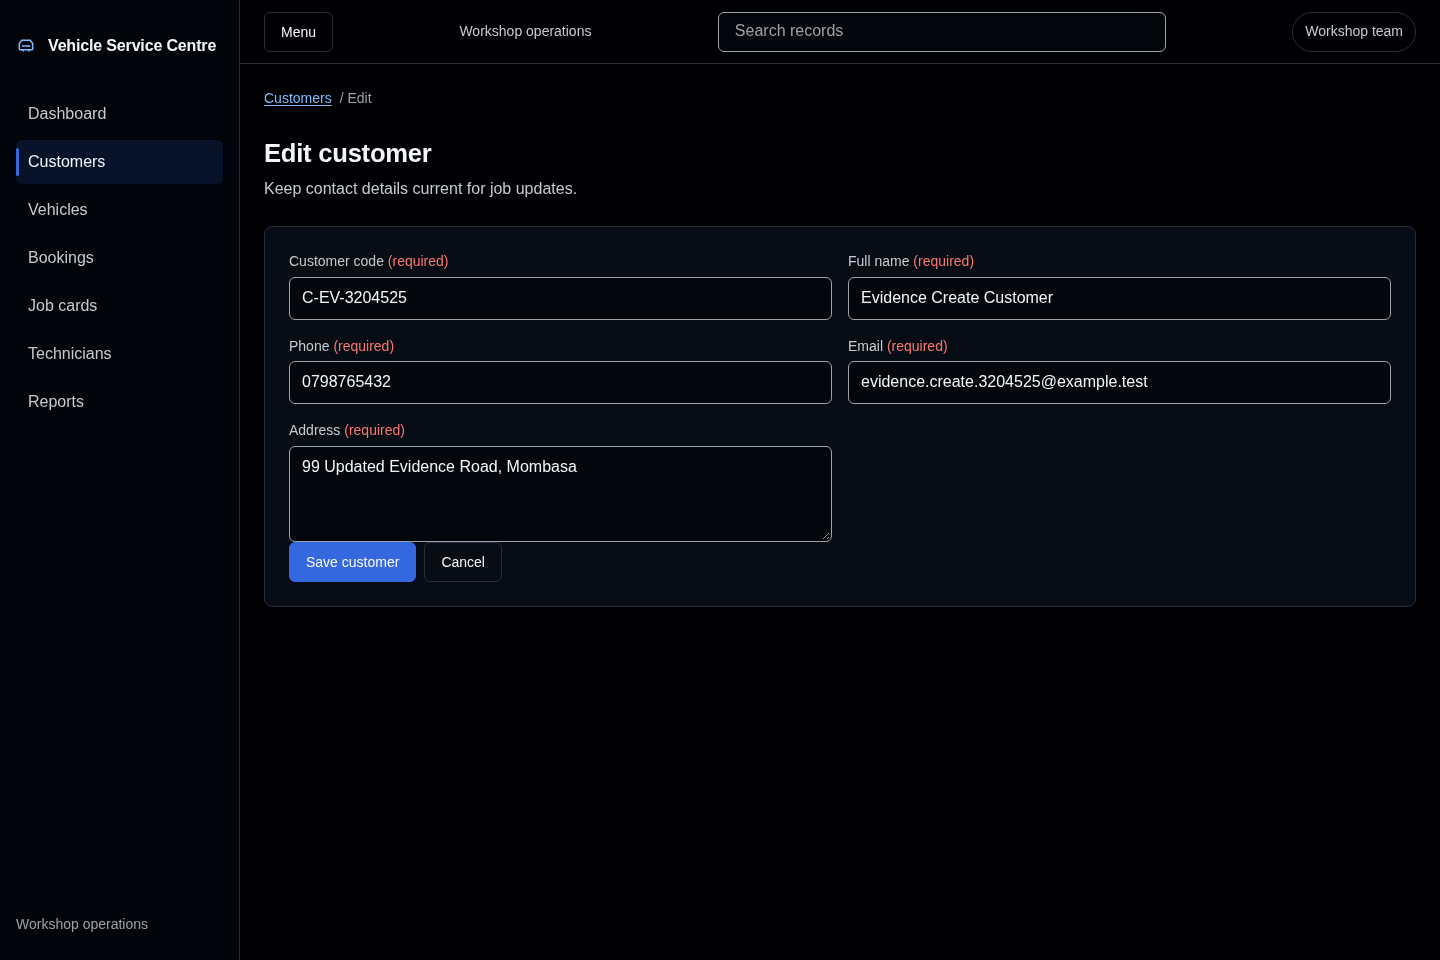 Vehicle Service Centre
Dashboard
Customers
Vehicles
Bookings
Job cards
Technicians
Reports
Workshop operations
Menu
Workshop operations
Search records
Workshop team
Customers / Edit
Edit customer
Keep contact details current for job updates.
Customer code (required)
C-EV-3204525
Full name (required)
Evidence Create Customer
Phone (required)
0798765432
Email (required)
evidence.create.3204525@example.test
Address (required)
99 Updated Evidence Road, Mombasa
Save customer
Cancel